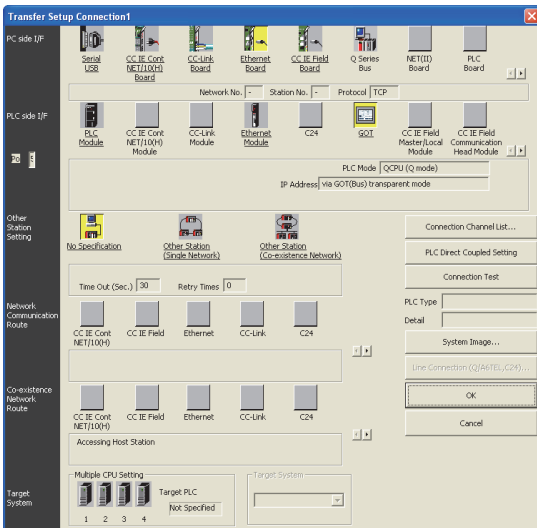 Transfer Setup Connection1
PC side I/F
Serial USB
CC IE Cont NET/10(H) Board
CC-Link Board
Ethernet Board
CC IE Field Board
Q Series Bus
NET(II) Board
PLC Board
Network No. - Station No. - Protocol TCP
PLC side I/F
PLC Module
CC IE Cont NET/10(H) Module
CC-Link Module
Ethernet Module
C24
GOT
CC IE Field Master/Local Module
CC IE Field Communication Head Module
PLC Mode QCPU (Q mode)
IP Address via GOT(Bus) transparent mode
Other Station Setting
No Specification
Other Station (Single Network)
Other Station (Co-existence Network)
Time Out (Sec.) 30 Retry Times 0
Connection Channel List...
PLC Direct Coupled Setting
Connection Test
PLC Type
Detail
System Image...
Line Connection (Q/A6TEL,C24)...
OK
Cancel
Network Communication Route
CC IE Cont NET/10(H)
CC IE Field
Ethernet
CC-Link
C24
Co-existence Network Route
CC IE Cont NET/10(H)
CC IE Field
Ethernet
CC-Link
C24
Accessing Host Station
Target System
Multiple CPU Setting
1 2 3 4
Target PLC
Not Specified
Target System